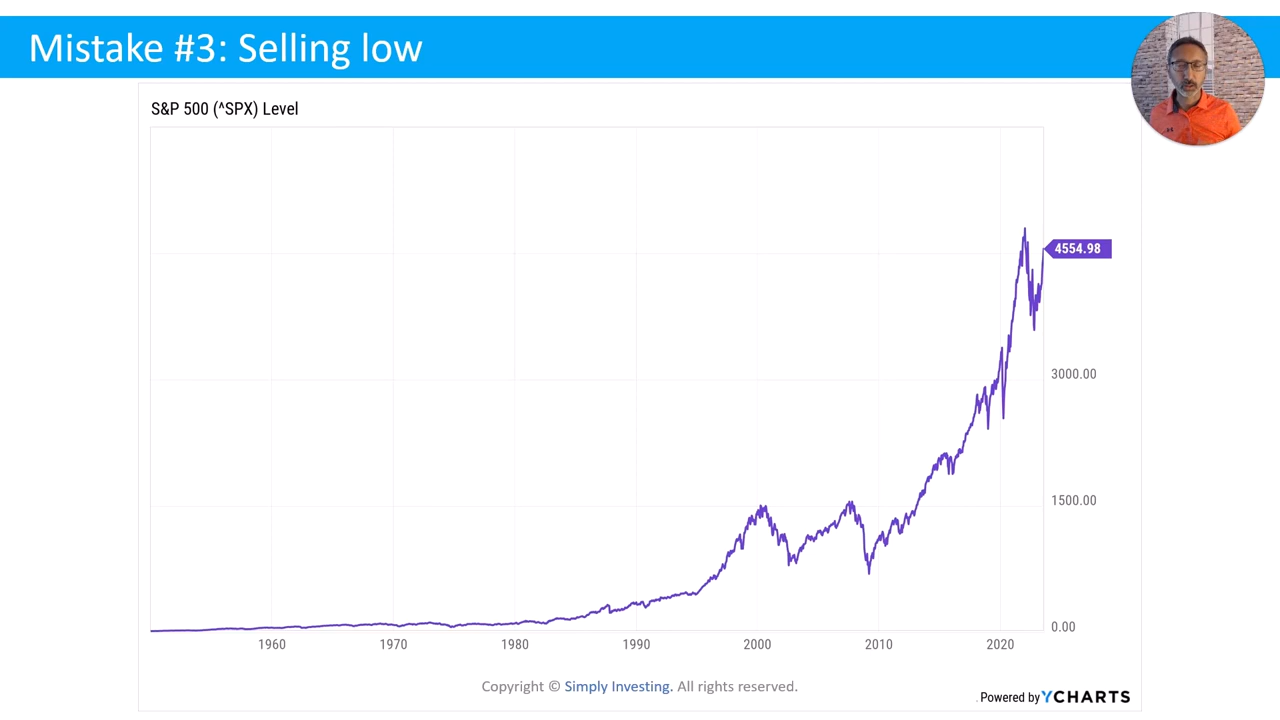 Mistake #3: Selling low
S&P 500 (^SPX) Level
4554.98
3000.00
1500.00
0.00
1960 1970 1980 1990 2000 2010 2020
Copyright © Simply Investing. All rights reserved.
Powered by YCHARTS